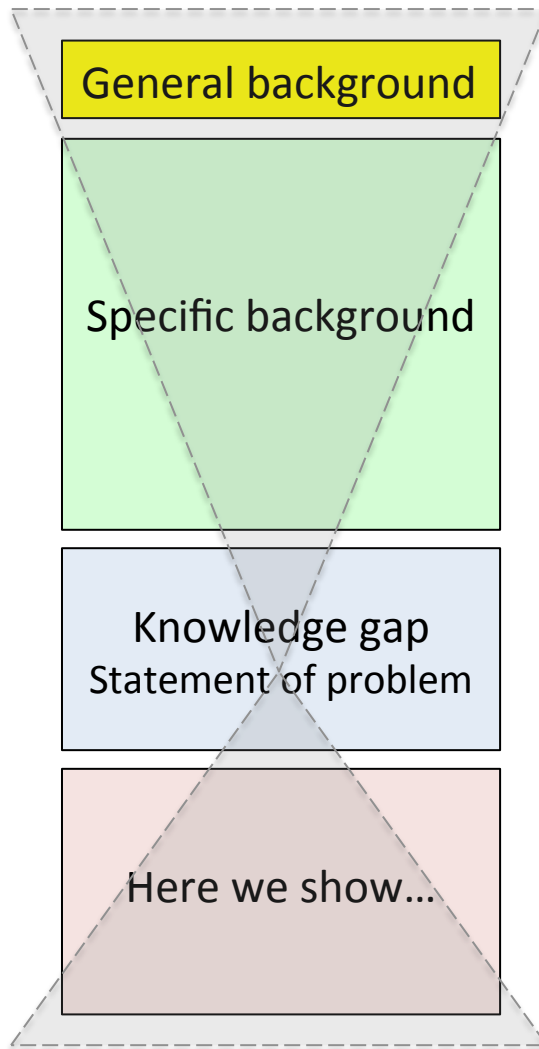 General background
Specific background
Knowledge gap
Statement of problem
Here we show…